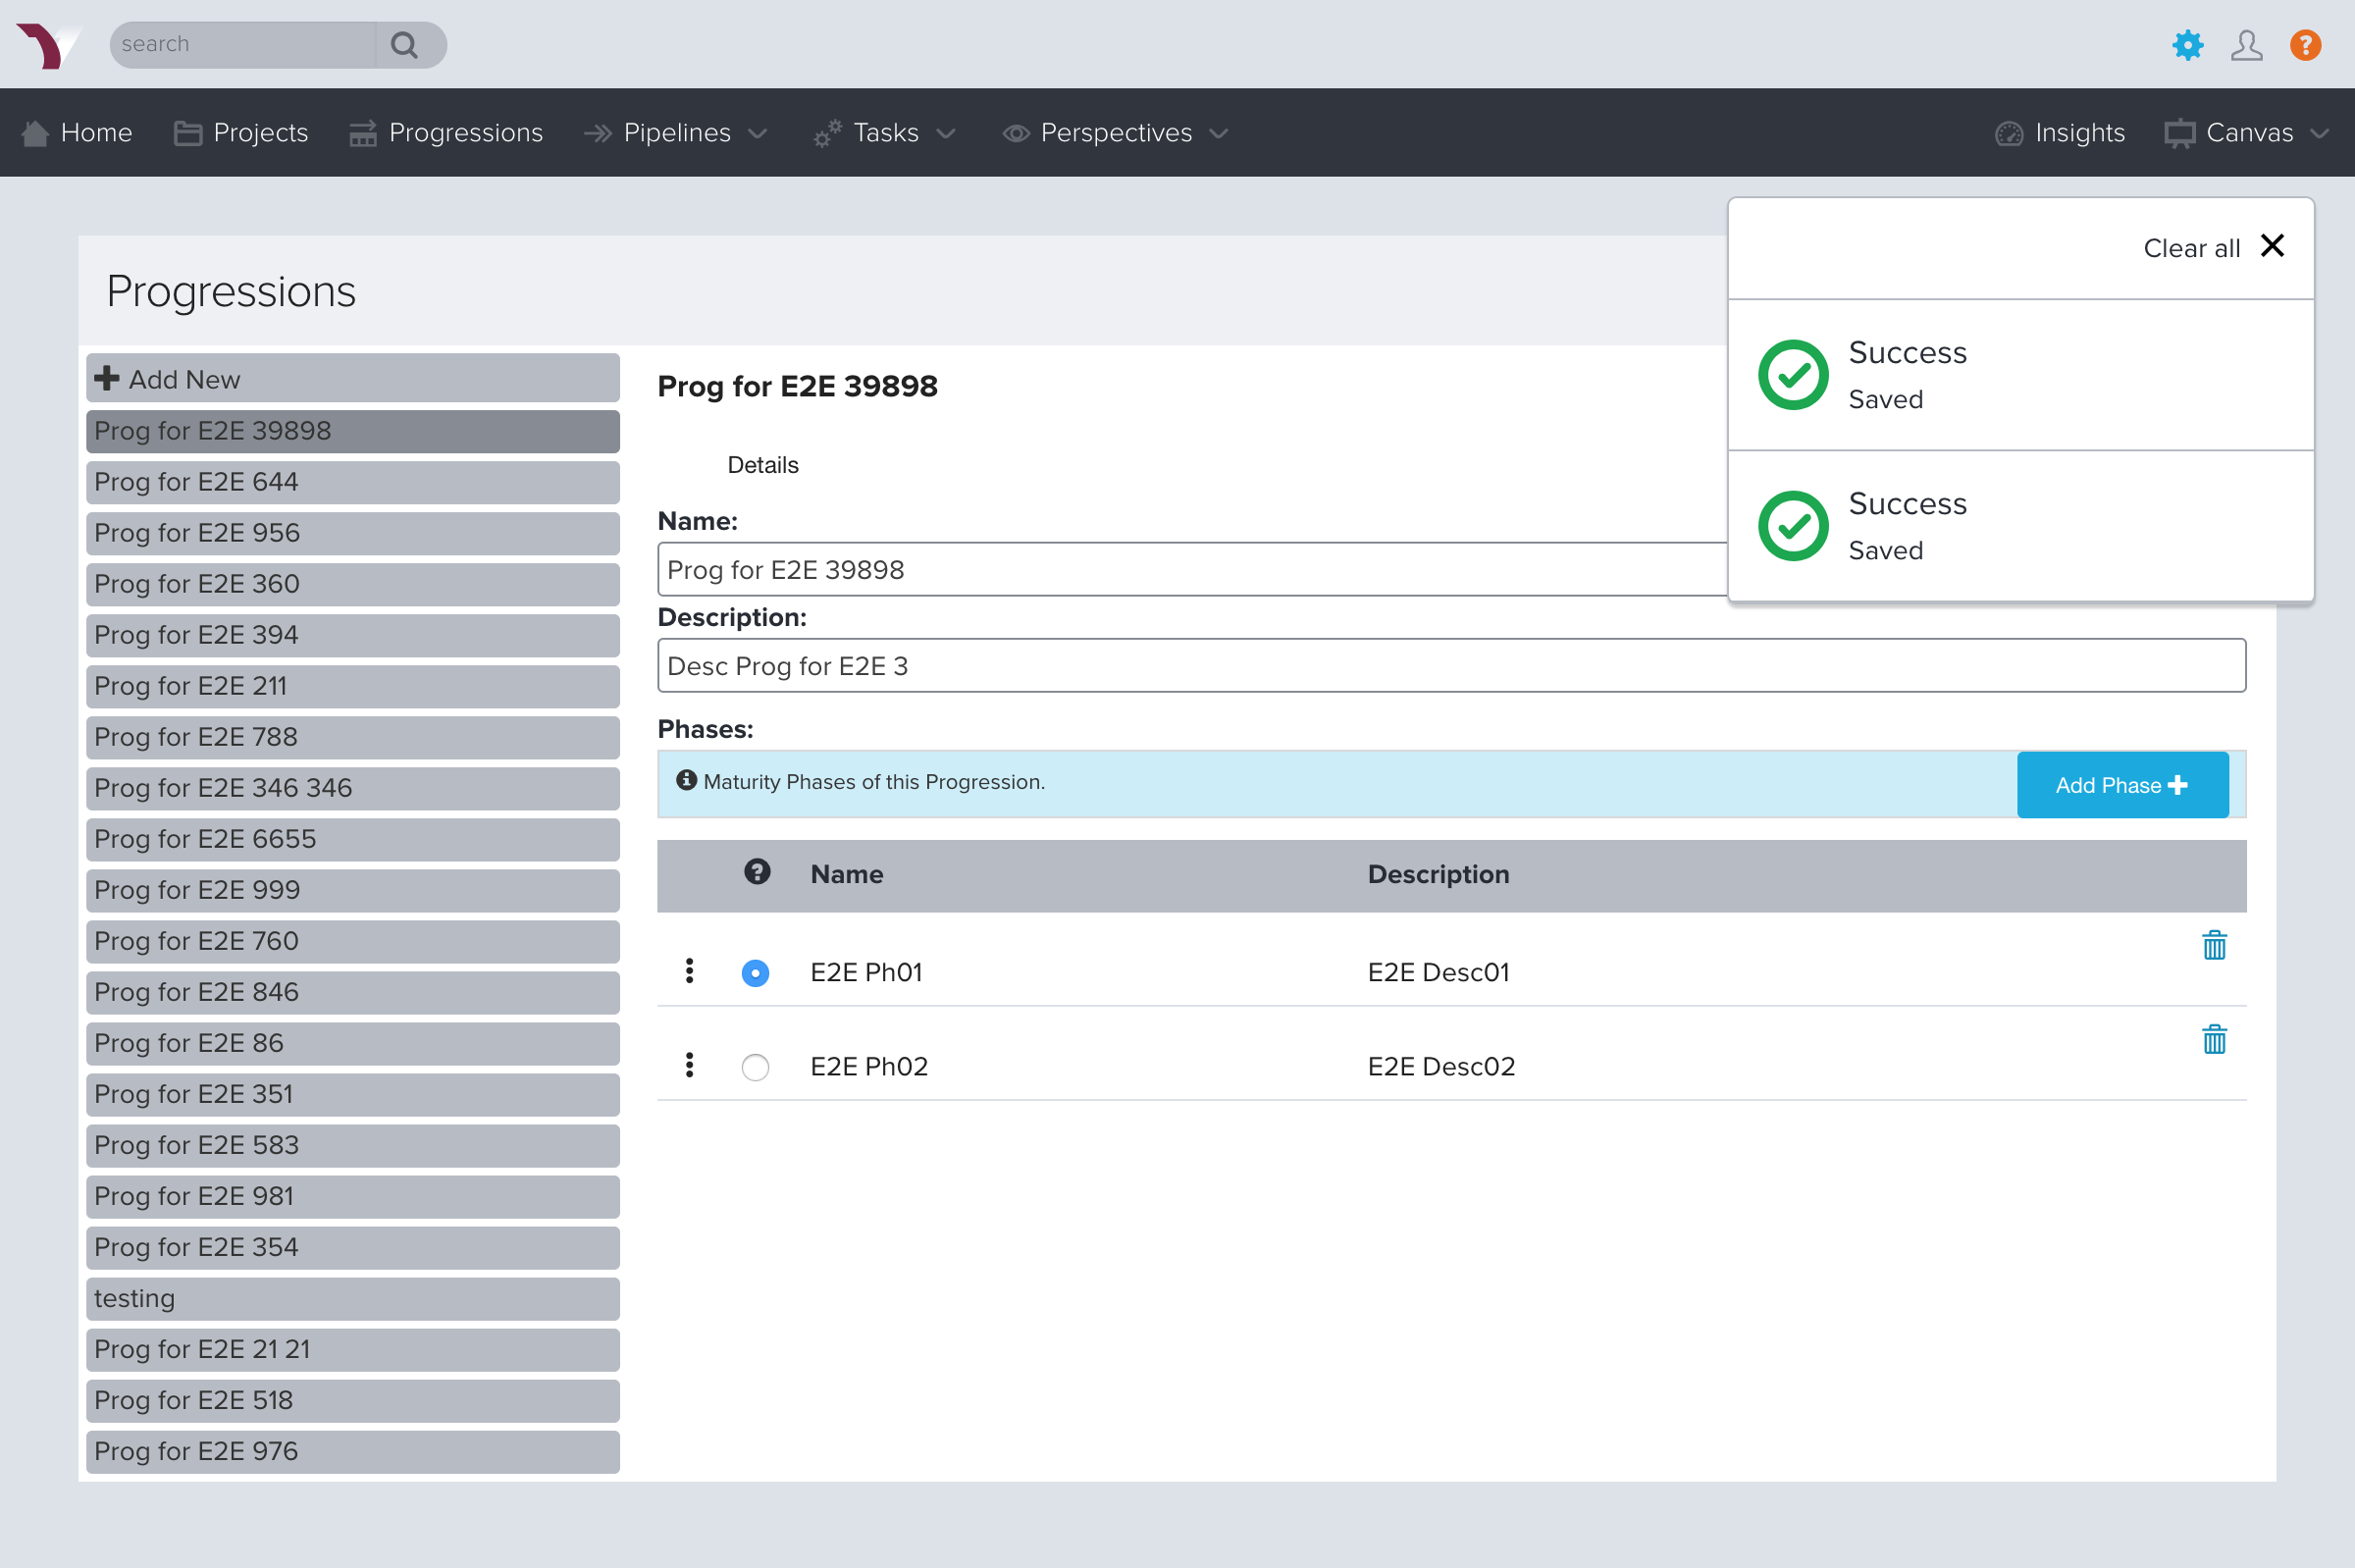 search
Home
Projects
Progressions
Pipelines
Tasks
Perspectives
Insights
Canvas
Clear all
Success
Saved
Success
Saved
Progressions
Add New
Prog for E2E 39898
Prog for E2E 644
Prog for E2E 956
Prog for E2E 360
Prog for E2E 394
Prog for E2E 211
Prog for E2E 788
Prog for E2E 346 346
Prog for E2E 6655
Prog for E2E 999
Prog for E2E 760
Prog for E2E 846
Prog for E2E 86
Prog for E2E 351
Prog for E2E 583
Prog for E2E 981
Prog for E2E 354
testing
Prog for E2E 21 21
Prog for E2E 518
Prog for E2E 976
Prog for E2E 39898
Details
Name:
Prog for E2E 39898
Description:
Desc Prog for E2E 3
Phases:
Maturity Phases of this Progression.
Add Phase
Name Description
E2E Ph01 E2E Desc01
E2E Ph02 E2E Desc02